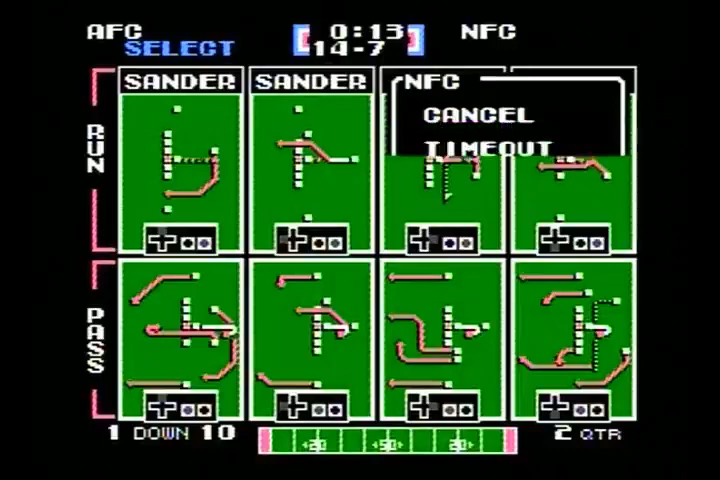 AFC 0:13 NFC
SELECT 14-7
SANDER SANDER NFC
CANCEL
TIMEOUT
RUN
PASS
1 DOWN 10 20 50 20 2 QTR